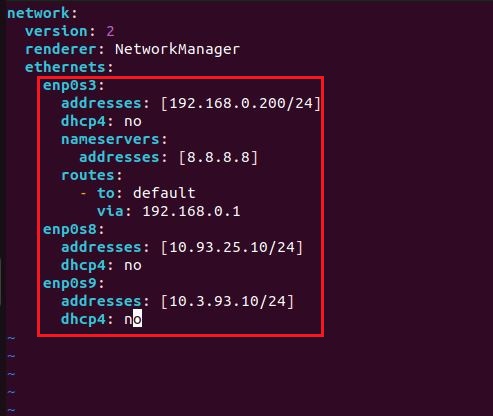 network:
  version: 2
  renderer: NetworkManager
  ethernets:
    enp0s3:
      addresses: [192.168.0.200/24]
      dhcp4: no
      nameservers:
        addresses: [8.8.8.8]
      routes:
        - to: default
          via: 192.168.0.1
    enp0s8:
      addresses: [10.93.25.10/24]
      dhcp4: no
    enp0s9:
      addresses: [10.3.93.10/24]
      dhcp4: no
~
~
~
~
~